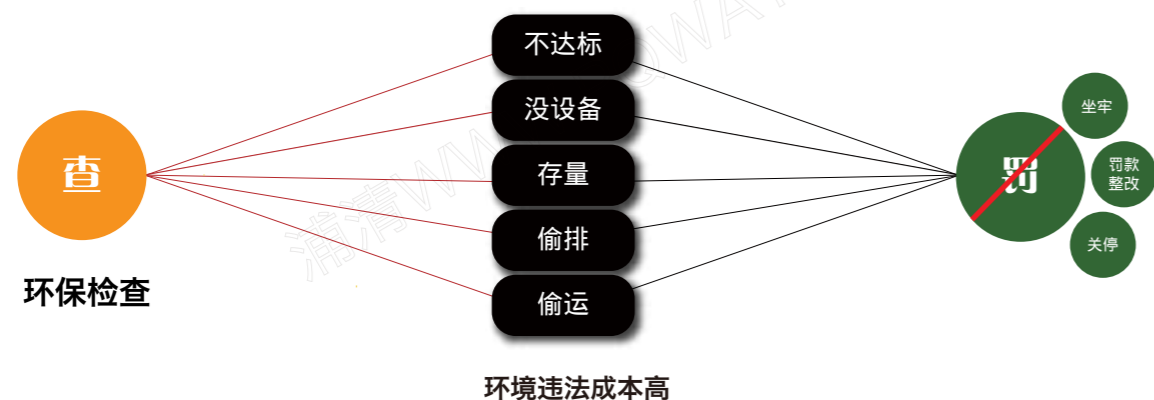 不达标
没设备
存量
偷排
偷运
查
环保检查
罚
坐牢
罚款
整改
关停
环境违法成本高